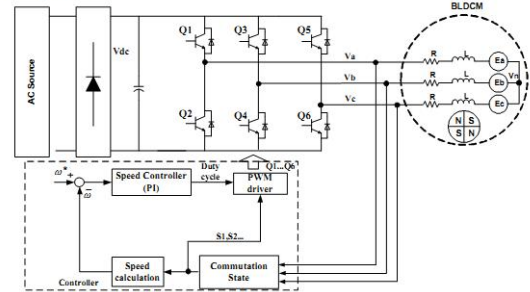 BLDCM
AC Source
Vdc
Q1
Q3
Q5
Va
Vb
Vc
R
L
Ea
R
L
Eb
Vn
R
L
Ec
Q2
Q4
Q6
N S
S N
ω*
+
-
ω
Speed Controller
(PI)
Duty
cycle
Q1...Q6
PWM
driver
S1,S2...
Speed
calculation
Commutation
State
Controller